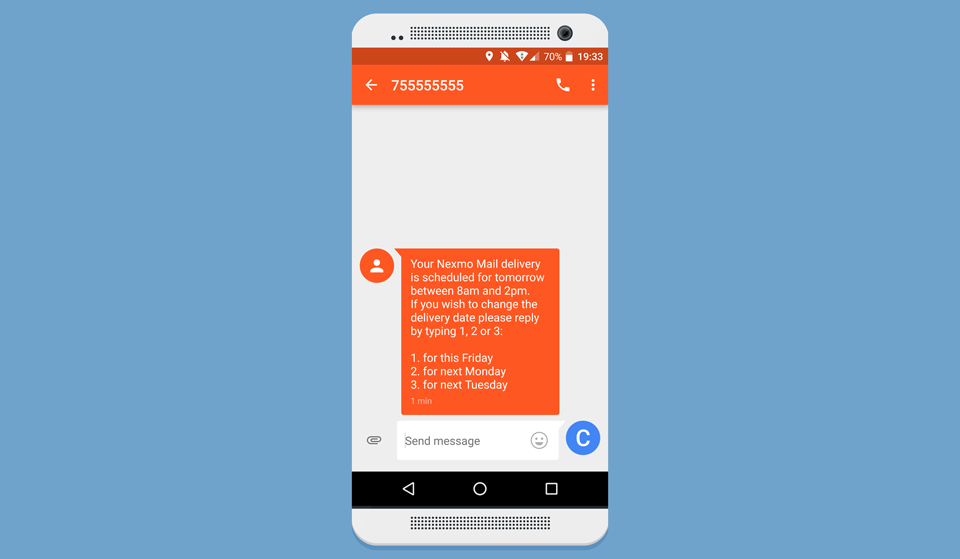 70% 19:33
755555555
Your Nexmo Mail delivery
is scheduled for tomorrow
between 8am and 2pm.
If you wish to change the
delivery date please reply
by typing 1, 2 or 3:
1. for this Friday
2. for next Monday
3. for next Tuesday
1 min
Send message
C